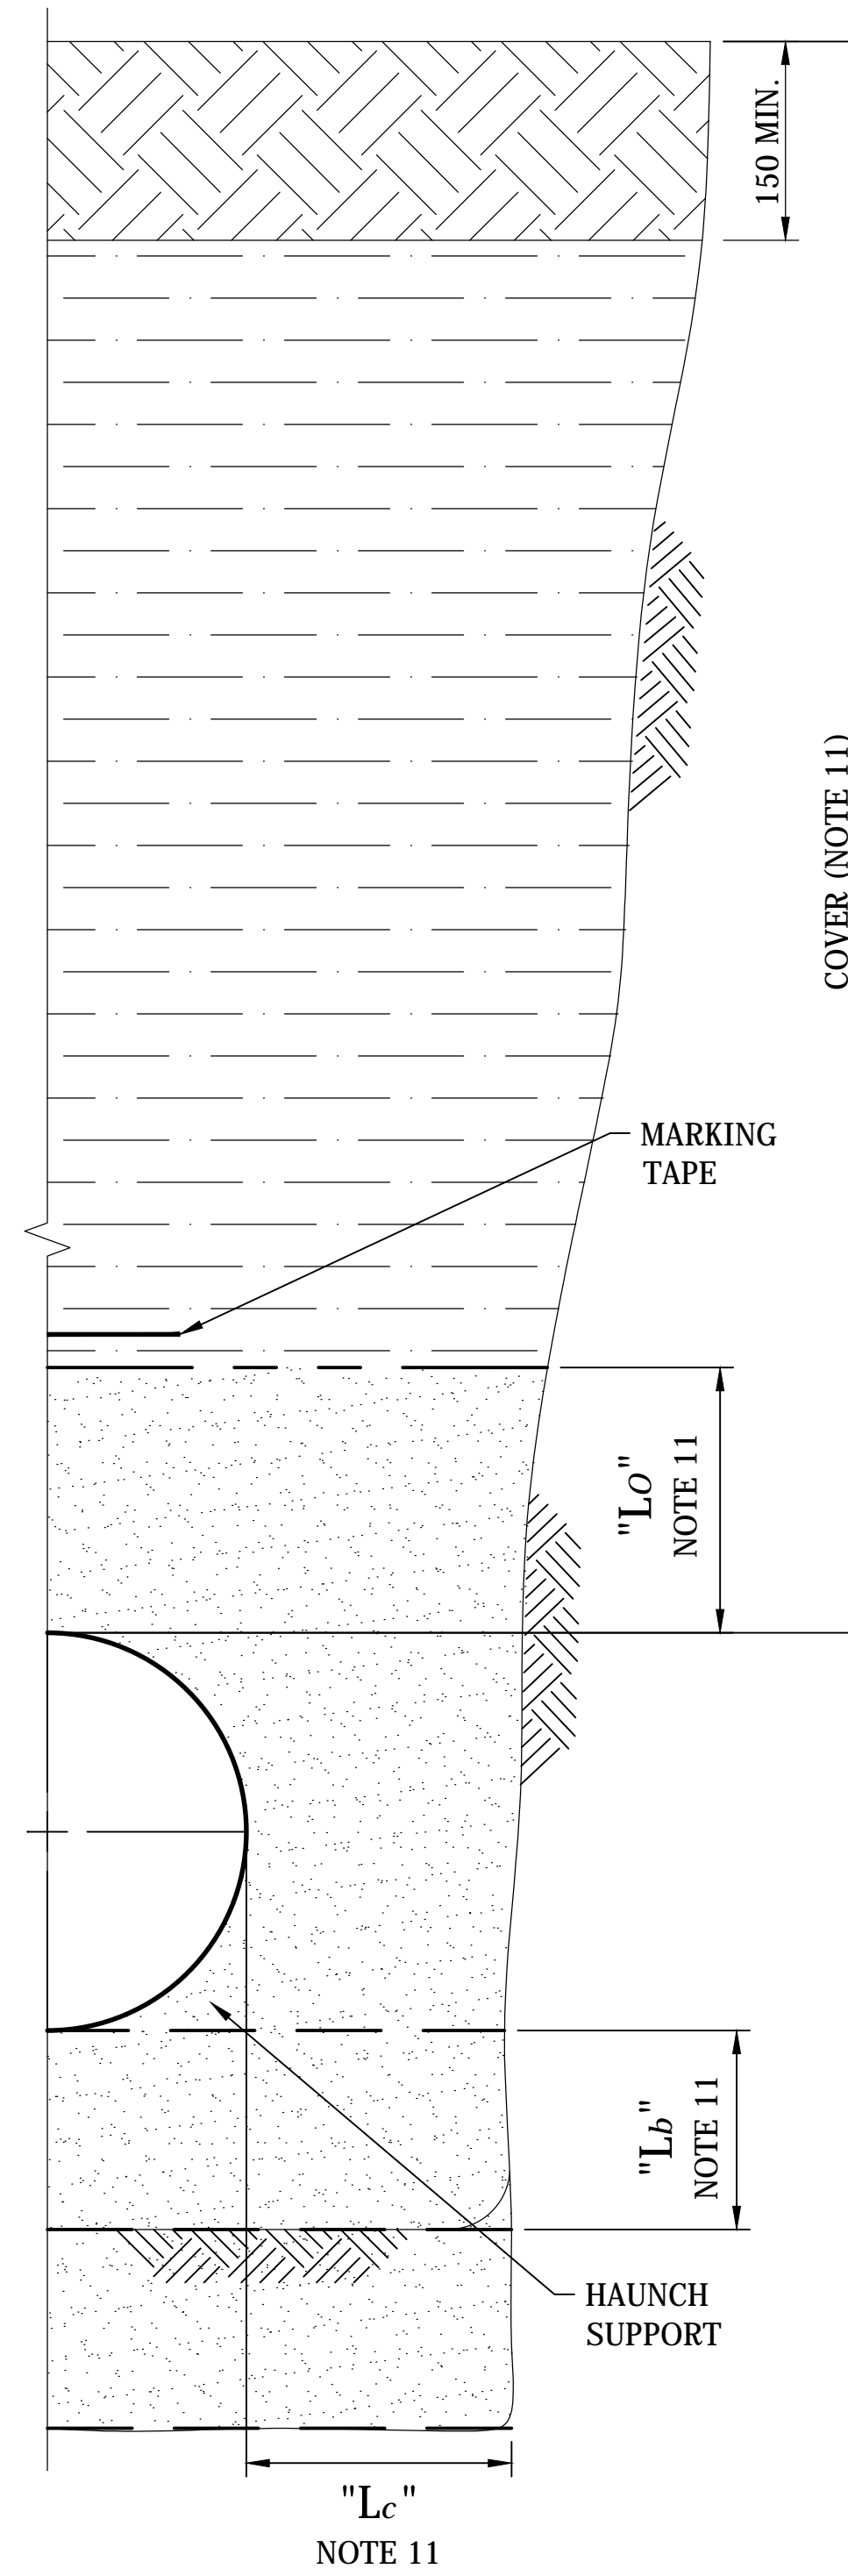 150 MIN.
COVER (NOTE 11)
MARKING
TAPE
"LO"
NOTE 11
"Lb"
NOTE 11
HAUNCH
SUPPORT
"Lc"
NOTE 11